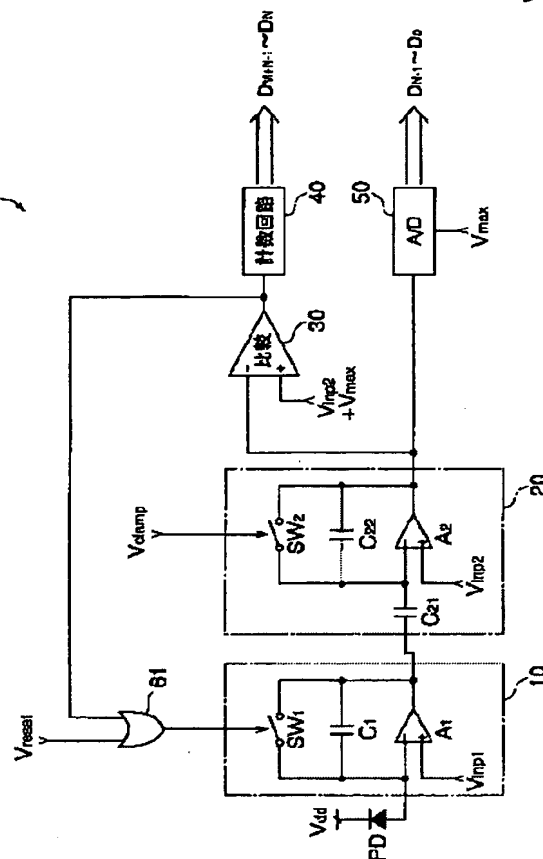 Vreset
61
Vdd
PD
SW1
C1
A1
Vinp1
10
Vclamp
SW2
C22
C21
A2
Vinp2
20
比較
-
+
30
Vinp2
+Vmax
計数回路
40
DM+N-1~DN
A/D
50
Vmax
DN-1~D0